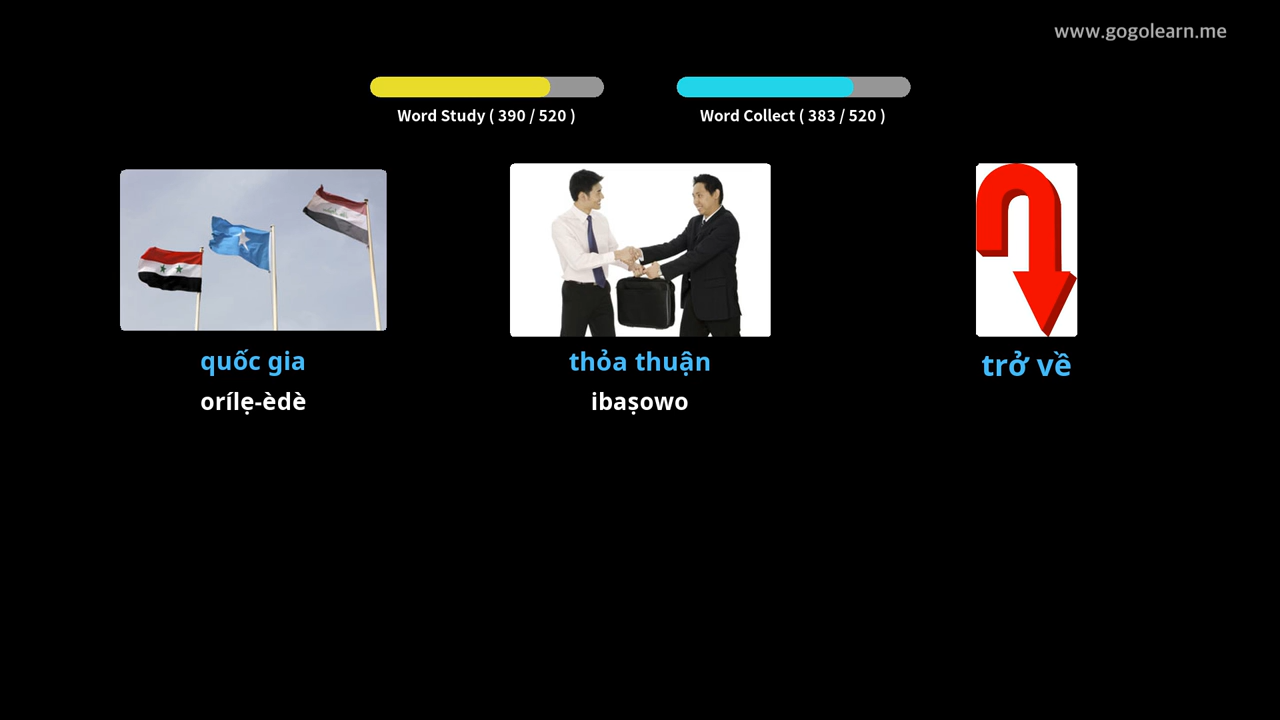 www.gogolearn.me
Word Study ( 390 / 520 )
Word Collect ( 383 / 520 )
quốc gia
orílẹ-èdè
thỏa thuận
ibaṣowo
trở về